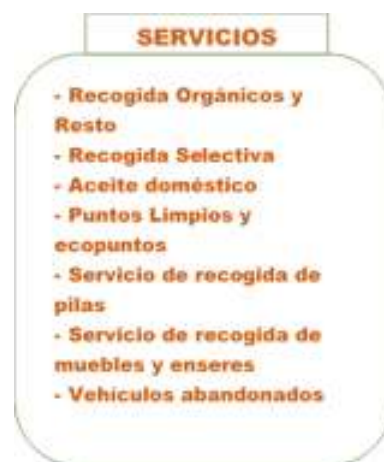 SERVICIOS
- Recogida Orgánicos y
Resto
- Recogida Selectiva
- Aceite doméstico
- Puntos Limpios y
ecopuntos
- Servicio de recogida de
pilas
- Servicio de recogida de
muebles y enseres
- Vehículos abandonados